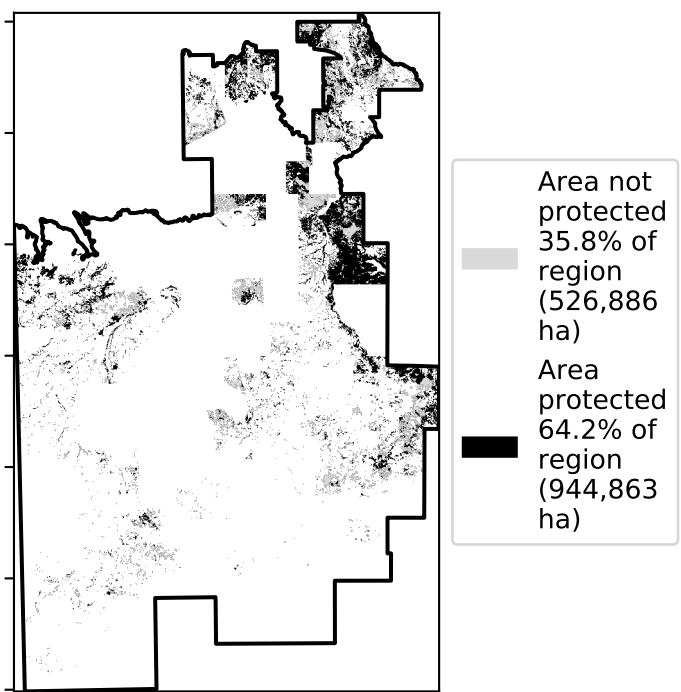 Area not
protected
35.8% of
region
(526,886
ha)
Area
protected
64.2% of
region
(944,863
ha)